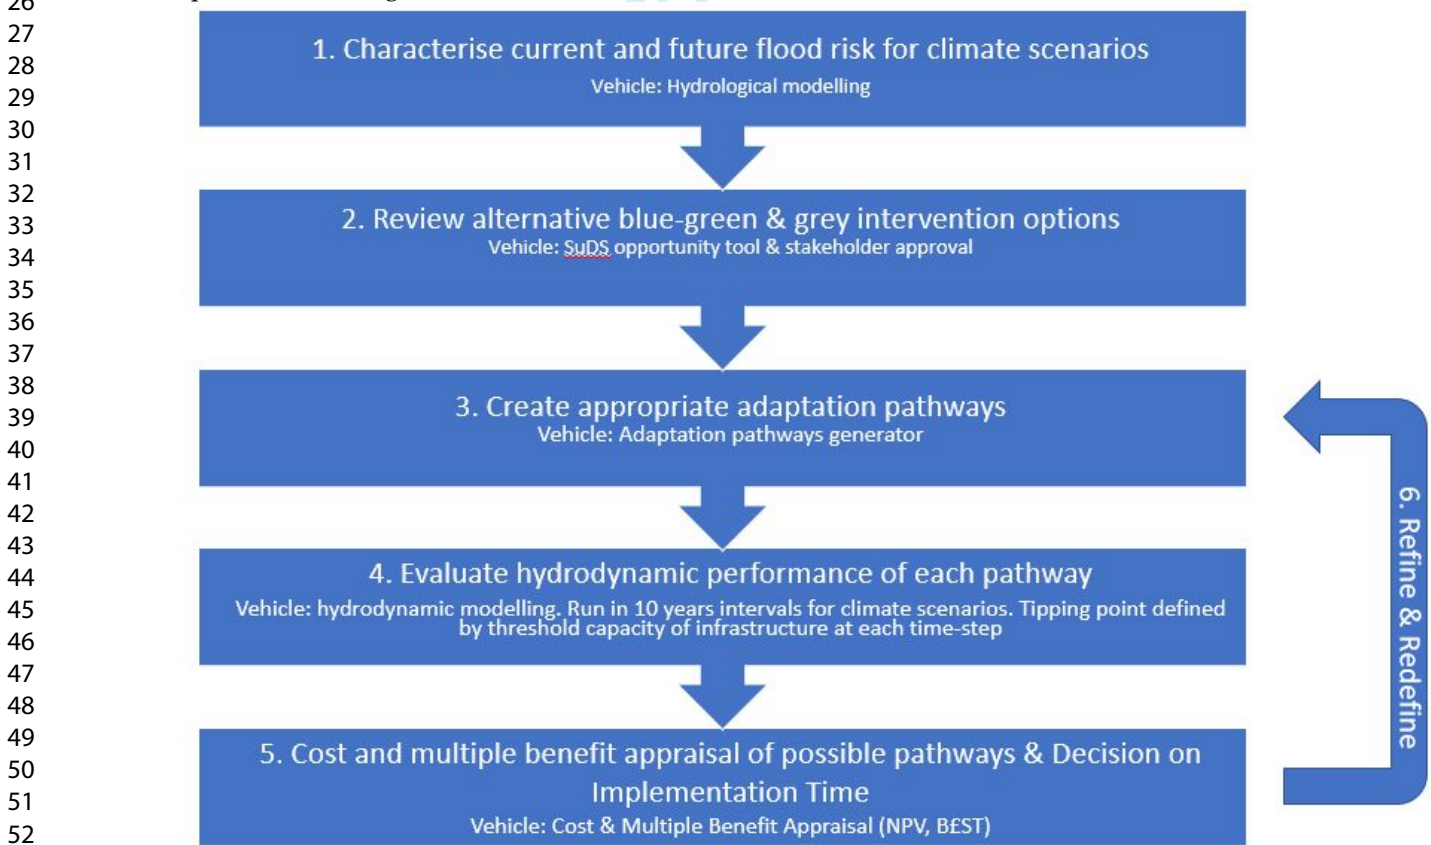 26
27
28
29
30
31
32
33
34
35
36
37
38
39
40
41
42
43
44
45
46
47
48
49
50
51
52
1. Characterise current and future flood risk for climate scenarios
Vehicle: Hydrological modelling
2. Review alternative blue-green & grey intervention options
Vehicle: SuDS opportunity tool & stakeholder approval
3. Create appropriate adaptation pathways
Vehicle: Adaptation pathways generator
4. Evaluate hydrodynamic performance of each pathway
Vehicle: hydrodynamic modelling. Run in 10 years intervals for climate scenarios. Tipping point defined
by threshold capacity of infrastructure at each time-step
5. Cost and multiple benefit appraisal of possible pathways & Decision on
Implementation Time
Vehicle: Cost & Multiple Benefit Appraisal (NPV, B£ST)
6. Refine & Redefine